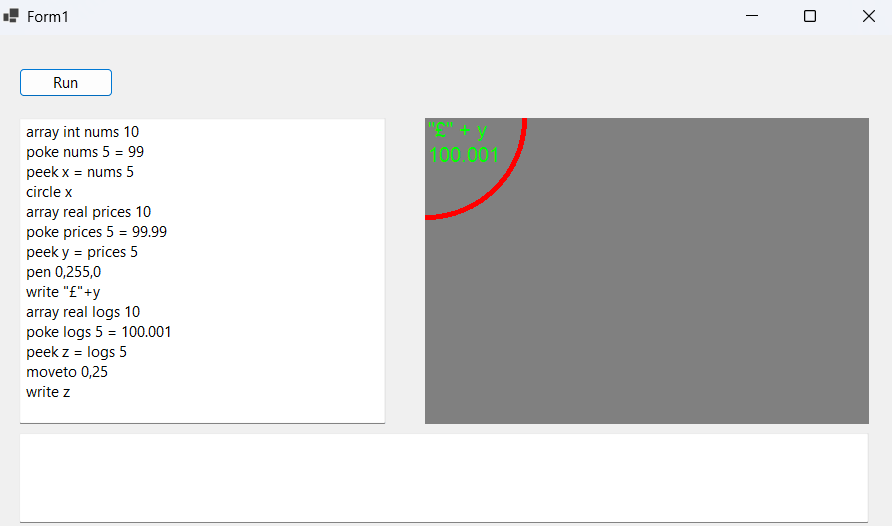 Form1
Run
array int nums 10
poke nums 5 = 99
peek x = nums 5
circle x
array real prices 10
poke prices 5 = 99.99
peek y = prices 5
pen 0,255,0
write "£"+y
array real logs 10
poke logs 5 = 100.001
peek z = logs 5
moveto 0,25
write z
"£" + y
100.001